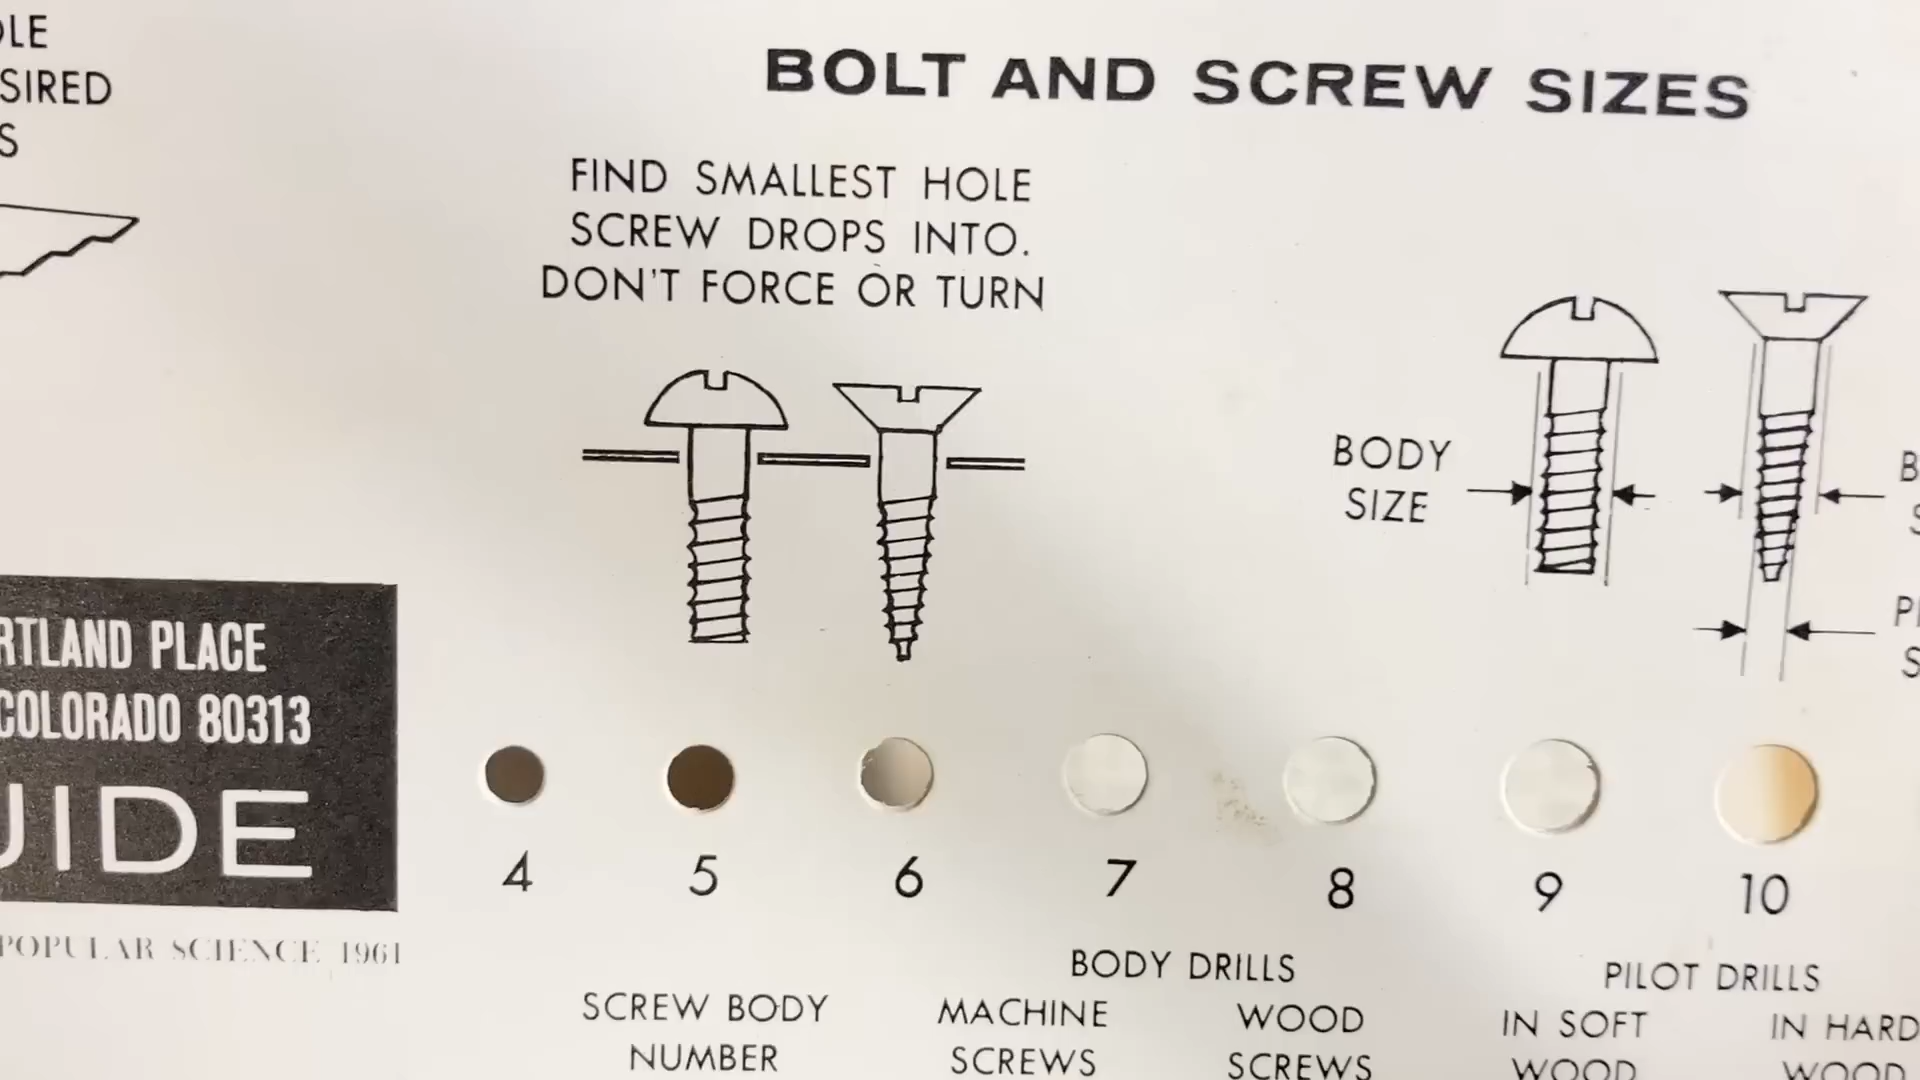 BOLT AND SCREW SIZES
SIRED
S
FIND SMALLEST HOLE
SCREW DROPS INTO.
DON'T FORCE OR TURN
BODY
SIZE
RTLAND PLACE
COLORADO 80313
UIDE
POPULAR SCIENCE 1961
4 5 6 7 8 9 10
BODY DRILLS
PILOT DRILLS
SCREW BODY
NUMBER
MACHINE
SCREWS
WOOD
SCREWS
IN SOFT
WOOD
IN HARD
WOOD